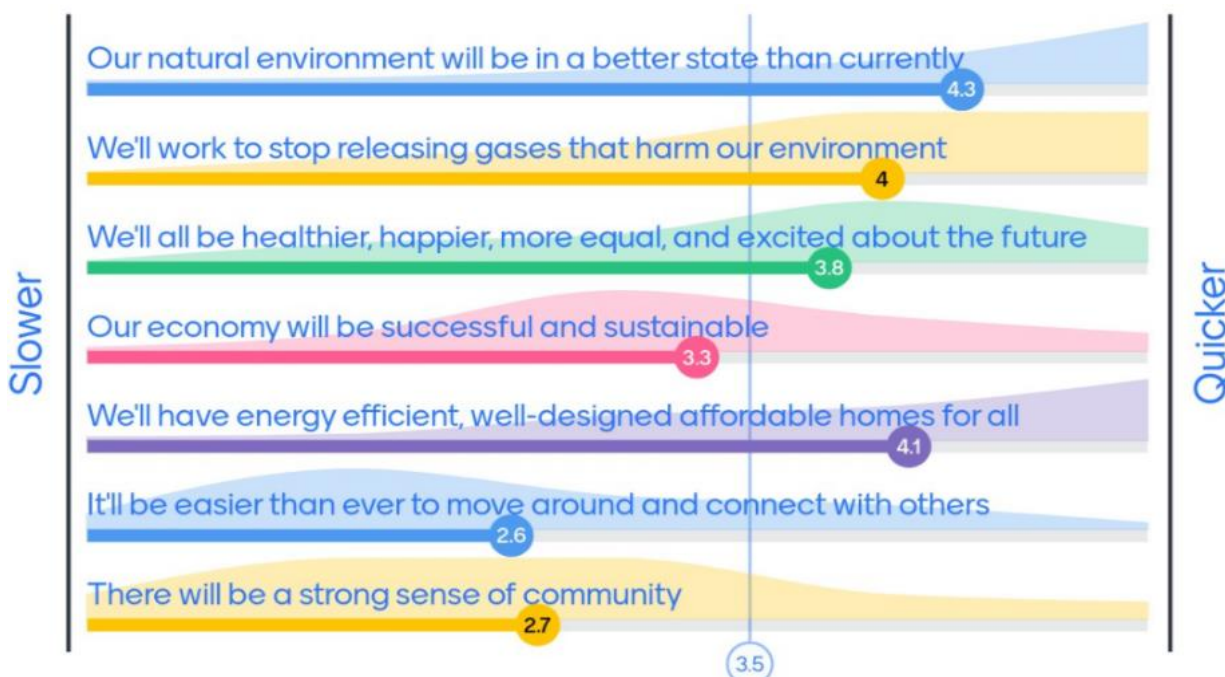 Slower
Our natural environment will be in a better state than currently
4.3
We'll work to stop releasing gases that harm our environment
4
We'll all be healthier, happier, more equal, and excited about the future
3.8
Our economy will be successful and sustainable
3.3
We'll have energy efficient, well-designed affordable homes for all
4.1
It'll be easier than ever to move around and connect with others
2.6
There will be a strong sense of community
2.7
3.5
Quicker